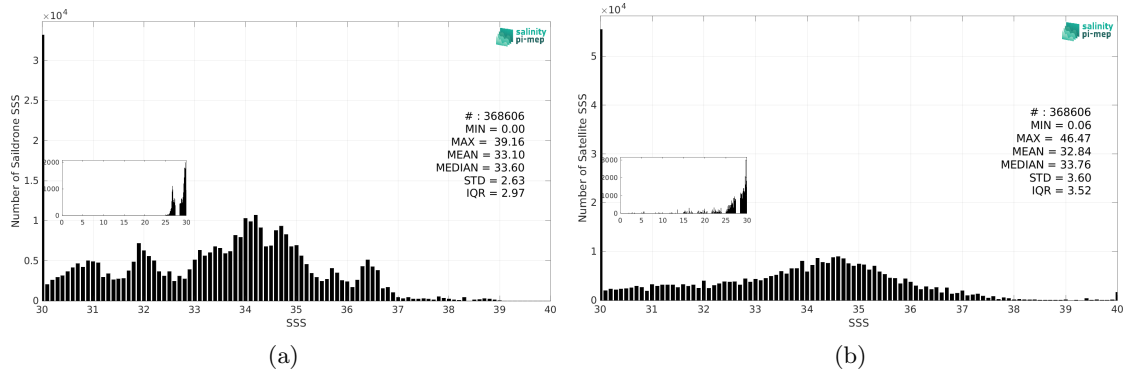 ×10⁴
3
2.5
2
1.5
1
0.5
0
Number of Saildrone SSS
salinity
pi-mep
# : 368606
MIN = 0.00
MAX = 39.16
MEAN = 33.10
MEDIAN = 33.60
STD = 2.63
IQR = 2.97
2000
1000
0
0 5 10 15 20 25 30
30 31 32 33 34 35 36 37 38 39 40
SSS
(a)
×10⁴
5
4
3
2
1
0
Number of Satellite SSS
salinity
pi-mep
# : 368606
MIN = 0.06
MAX = 46.47
MEAN = 32.84
MEDIAN = 33.76
STD = 3.60
IQR = 3.52
3000
2000
1000
0
0 5 10 15 20 25 30
30 31 32 33 34 35 36 37 38 39 40
SSS
(b)